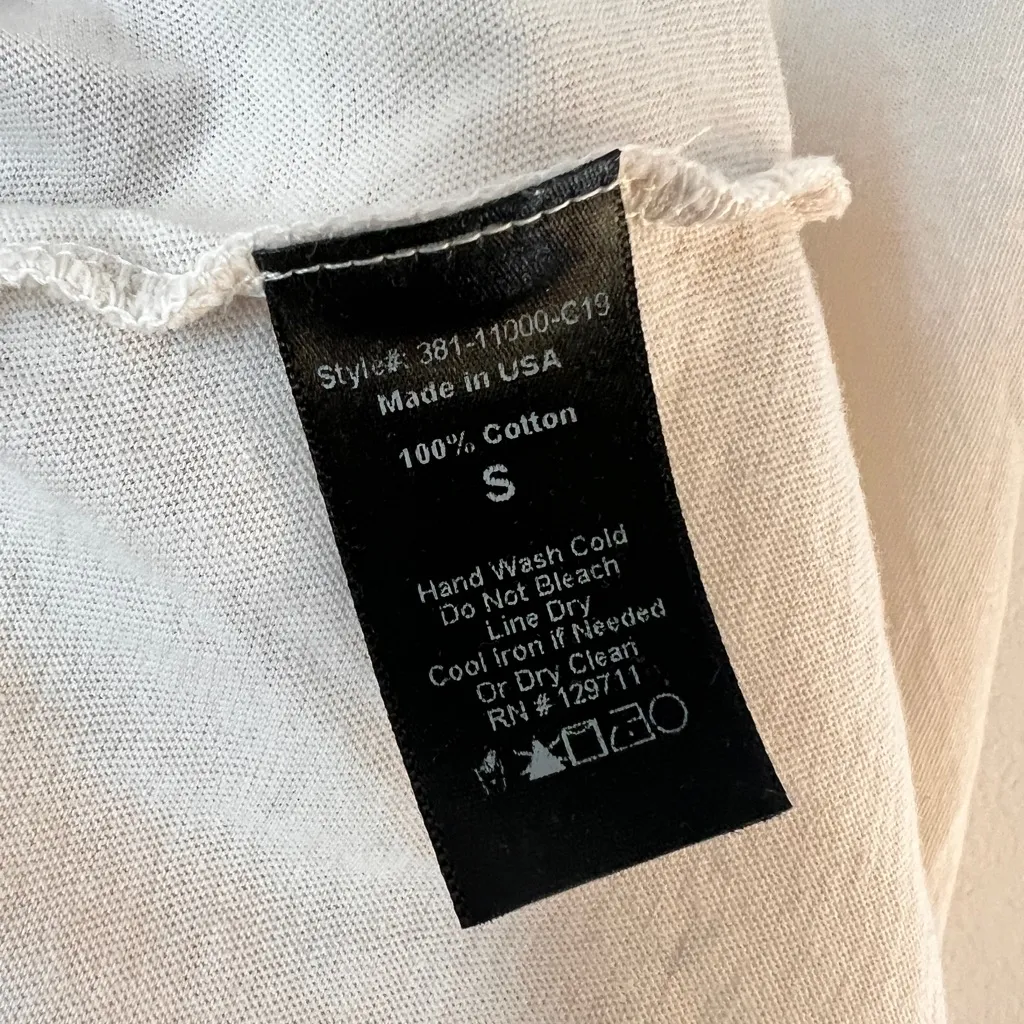 Style#: 381-11000-C19
Made in USA
100% Cotton
S
Hand Wash Cold
Do Not Bleach
Line Dry
Cool Iron if Needed
Or Dry Clean
RN # 129711